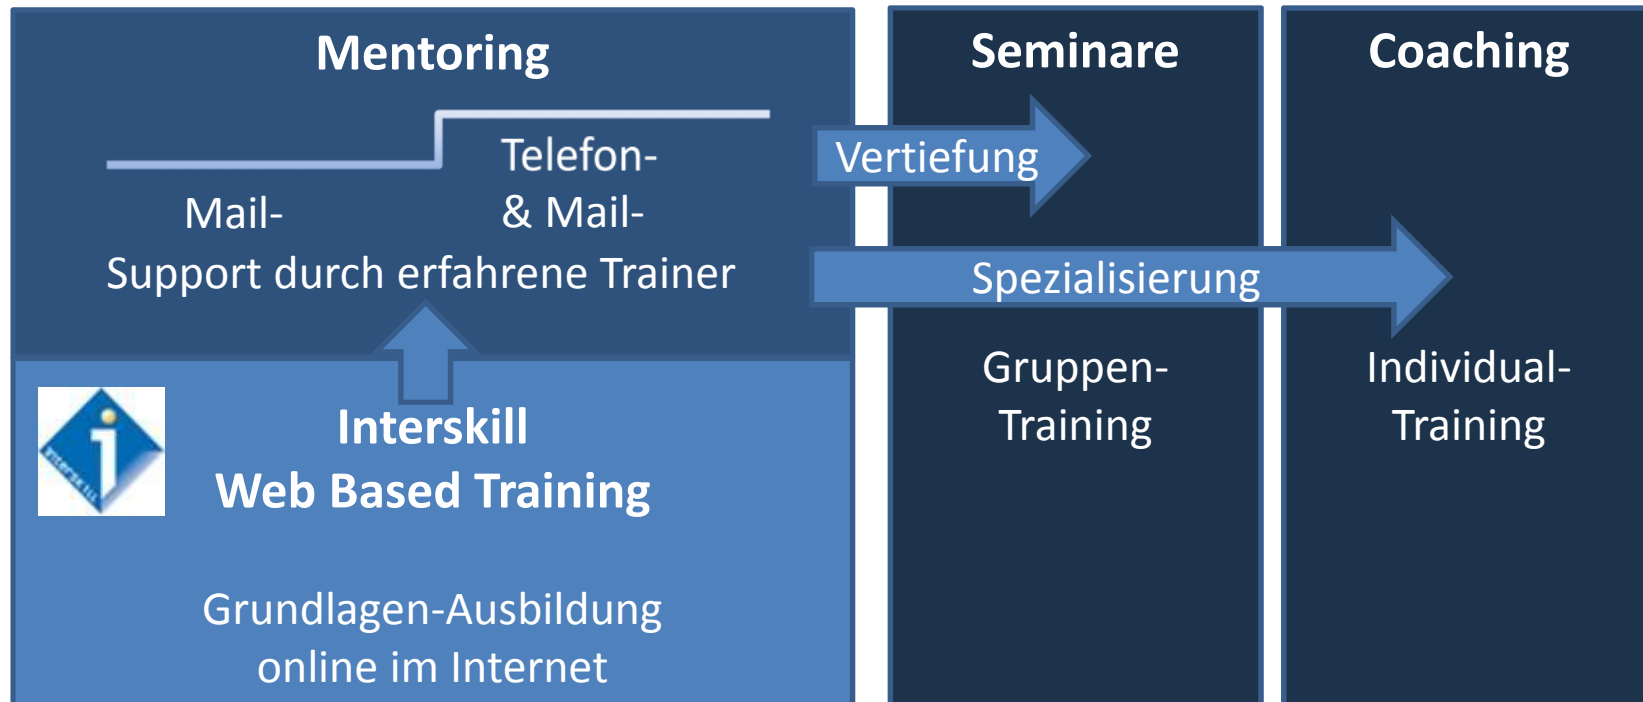 Mentoring
Telefon-
Mail-
& Mail-
Support durch erfahrene Trainer
Interskill
Web Based Training
Grundlagen-Ausbildung
online im Internet
interskill
i
Vertiefung
Spezialisierung
Seminare
Gruppen-
Training
Coaching
Individual-
Training